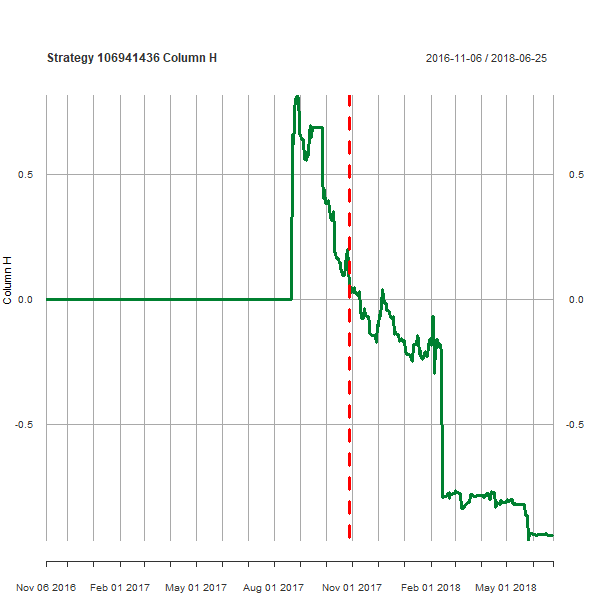 Strategy 106941436 Column H
2016-11-06 / 2018-06-25
Column H
0.5
0.5
0.0
0.0
-0.5
-0.5
Nov 06 2016
Feb 01 2017
May 01 2017
Aug 01 2017
Nov 01 2017
Feb 01 2018
May 01 2018